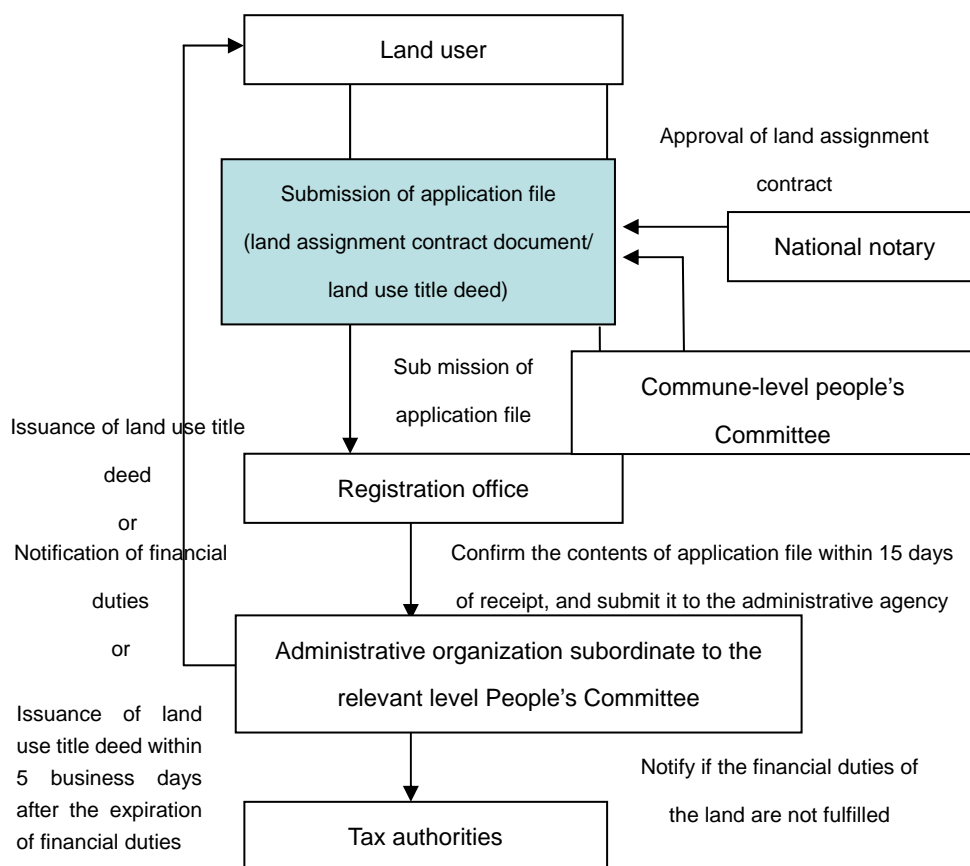 Land user
Approval of land assignment
contract
Submission of application file
(land assignment contract document/
land use title deed)
National notary
Sub mission of
application file
Commune-level people's
Committee
Issuance of land use title
deed
or
Notification of financial
duties
or
Issuance of land
use title deed within
5 business days
after the expiration
of financial duties
Registration office
Confirm the contents of application file within 15 days
of receipt, and submit it to the administrative agency
Administrative organization subordinate to the
relevant level People's Committee
Notify if the financial duties of
the land are not fulfilled
Tax authorities